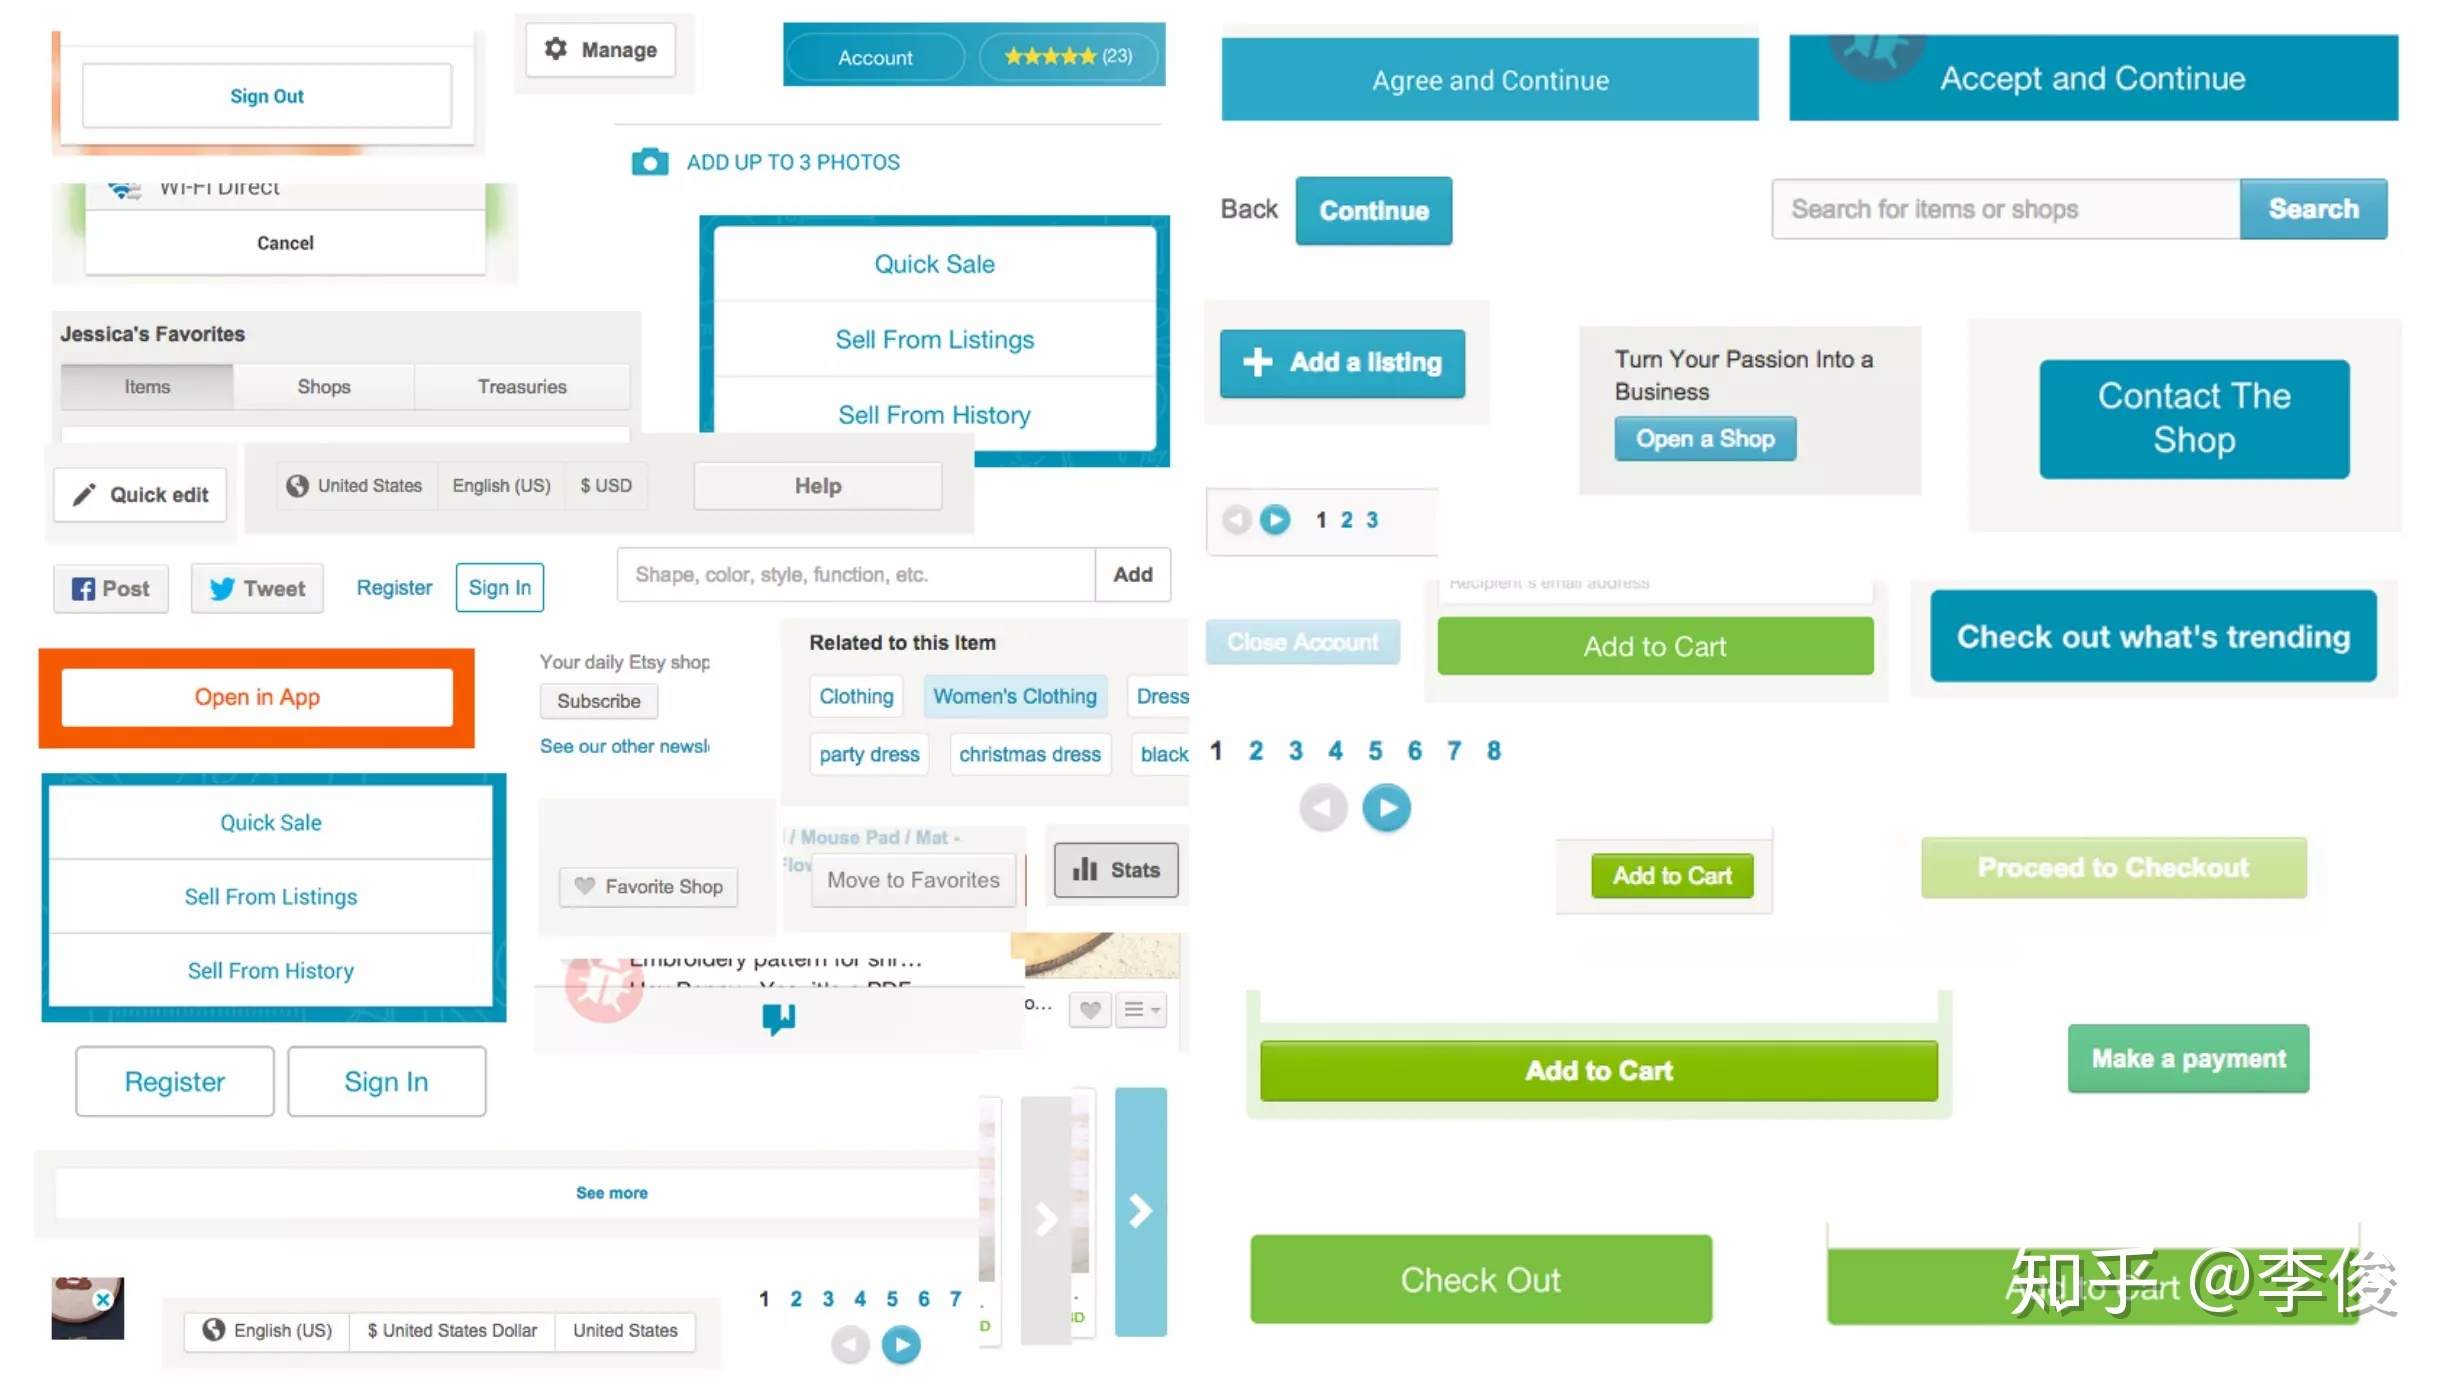 Sign Out
Manage
Account
(23)
ADD UP TO 3 PHOTOS
Wi-Fi Direct
Cancel
Quick Sale
Sell From Listings
Sell From History
Jessica's Favorites
Items
Shops
Treasuries
Quick edit
United States
English (US)
$ USD
Help
Post
Tweet
Register
Sign In
Shape, color, style, function, etc.
Add
Open in App
Your daily Etsy shop
Subscribe
See our other newsl
Related to this Item
Clothing
Women's Clothing
Dress
party dress
christmas dress
black
Quick Sale
Sell From Listings
Sell From History
Favorite Shop
/ Mouse Pad / Mat -
Flow
Move to Favorites
Stats
Embroidery pattern for shr...
o...
Register
Sign In
See more
English (US)
$ United States Dollar
United States
1 2 3 4 5 6 7
D
D
Agree and Continue
Accept and Continue
Back
Continue
Search for items or shops
Search
Add a listing
Turn Your Passion Into a
Business
Open a Shop
Contact The
Shop
1 2 3
Recipient's email address
Close Account
Add to Cart
Check out what's trending
1 2 3 4 5 6 7 8
Add to Cart
Proceed to Checkout
Add to Cart
Make a payment
Check Out
Add to Cart
知乎 @李俊